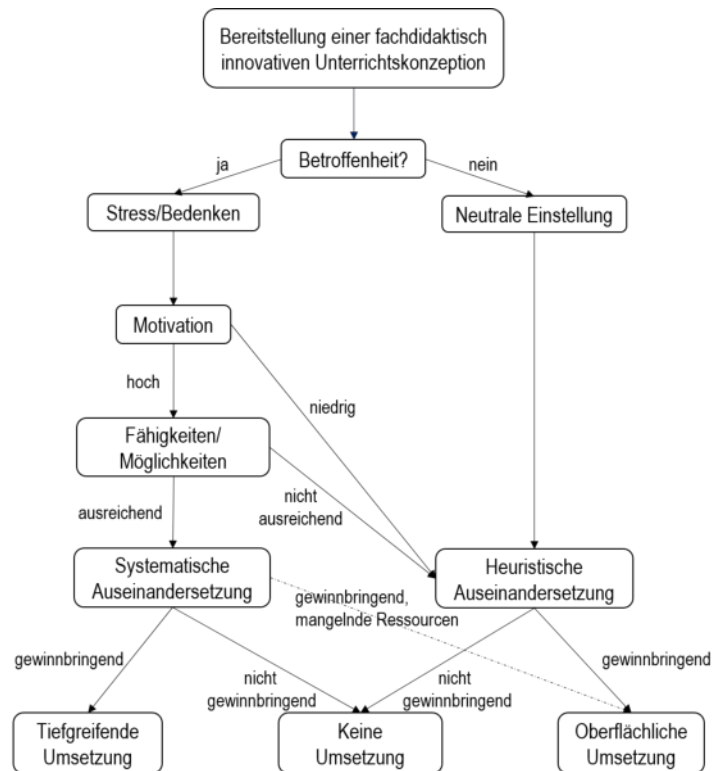 Bereitstellung einer fachdidaktisch
innovativen Unterrichtskonzeption
Betroffenheit?
ja
nein
Stress/Bedenken
Neutrale Einstellung
Motivation
hoch
niedrig
Fähigkeiten/
Möglichkeiten
ausreichend
nicht
ausreichend
Systematische
Auseinandersetzung
Heuristische
Auseinandersetzung
gewinnbringend,
mangelnde Ressourcen
gewinnbringend
nicht
gewinnbringend
nicht
gewinnbringend
gewinnbringend
Tiefgreifende
Umsetzung
Keine
Umsetzung
Oberflächliche
Umsetzung